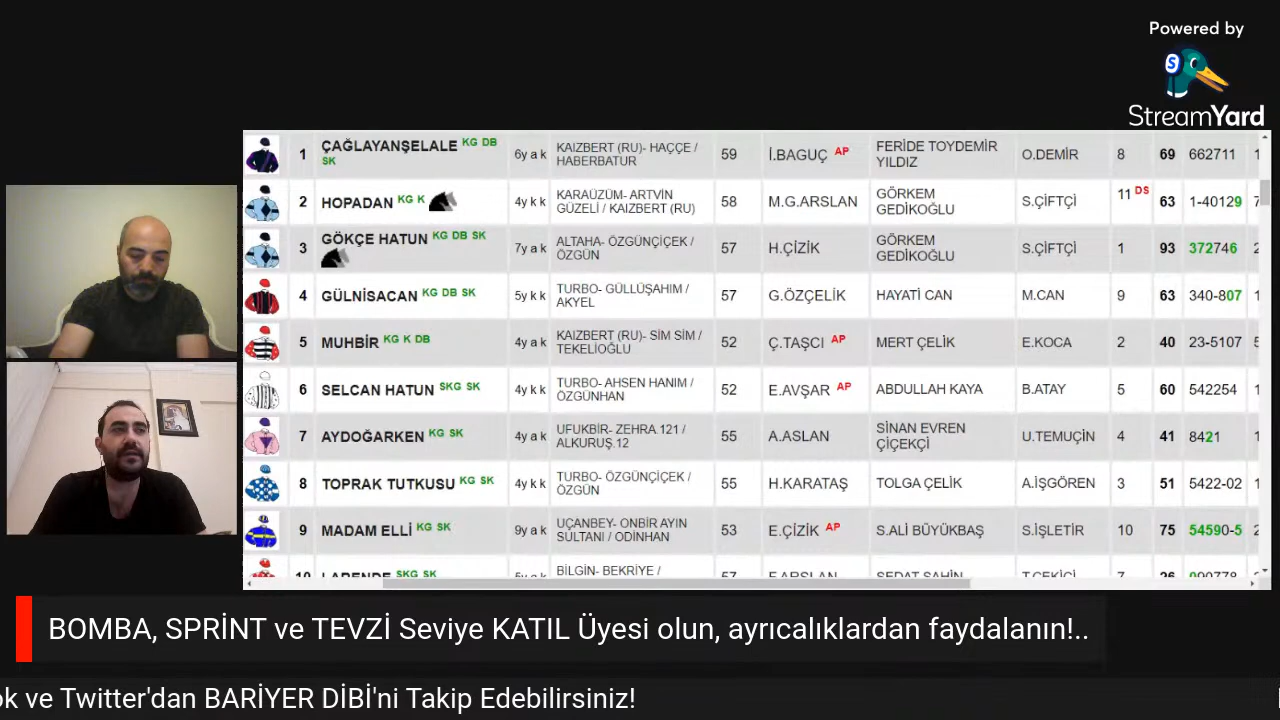 Powered by
StreamYard
1 ÇAĞLAYANŞELALE KG DB SK 6y a k KAIZBERT (RU)- HAÇÇE / HABERBATUR 59 İ.BAGUÇ AP FERİDE TOYDEMİR YILDIZ O.DEMİR 8 69 662711
2 HOPADAN KG K 4y k k KARAÜZÜM- ARTVİN GÜZELİ / KAIZBERT (RU) 58 M.G.ARSLAN GÖRKEM GEDİKOĞLU S.ÇİFTÇİ 11 DS 63 1-40129
3 GÖKÇE HATUN KG DB SK 7y a k ALTAHA- ÖZGÜNÇİÇEK / ÖZGÜN 57 H.ÇİZİK GÖRKEM GEDİKOĞLU S.ÇİFTÇİ 1 93 372746
4 GÜLNİSACAN KG DB SK 5y k k TURBO- GÜLLÜŞAHIM / AKYEL 57 G.ÖZÇELİK HAYATİ CAN M.CAN 9 63 340-807
5 MUHBİR KG K DB 4y a k KAIZBERT (RU)- SİM SİM / TEKELİOĞLU 52 Ç.TAŞCI AP MERT ÇELİK E.KOCA 2 40 23-5107
6 SELCAN HATUN SKG SK 4y k k TURBO- AHSEN HANIM / ÖZGÜNHAN 52 E.AVŞAR AP ABDULLAH KAYA B.ATAY 5 60 542254
7 AYDOĞARKEN KG SK 4y a k UFUKBİR- ZEHRA 121 / ALKURUŞ 12 55 A.ASLAN SİNAN EVREN ÇİÇEKÇİ U.TEMUÇİN 4 41 8421
8 TOPRAK TUTKUSU KG SK 4y k k TURBO- ÖZGÜNÇİÇEK / ÖZGÜN 55 H.KARATAŞ TOLGA ÇELİK A.İŞGÖREN 3 51 5422-02
9 MADAM ELLİ KG SK 9y a k UÇANBEY- ONBİR AYIN SULTANI / ODİNHAN 53 E.ÇİZİK AP S.ALİ BÜYÜKBAŞ S.İŞLETİR 10 75 54590-5
BİLGİN- BEKRİYE /
BOMBA, SPRİNT ve TEVZİ Seviye KATIL Üyesi olun, ayrıcalıklardan faydalanın!..
ve Twitter'dan BARİYER DİBİ'ni Takip Edebilirsiniz!